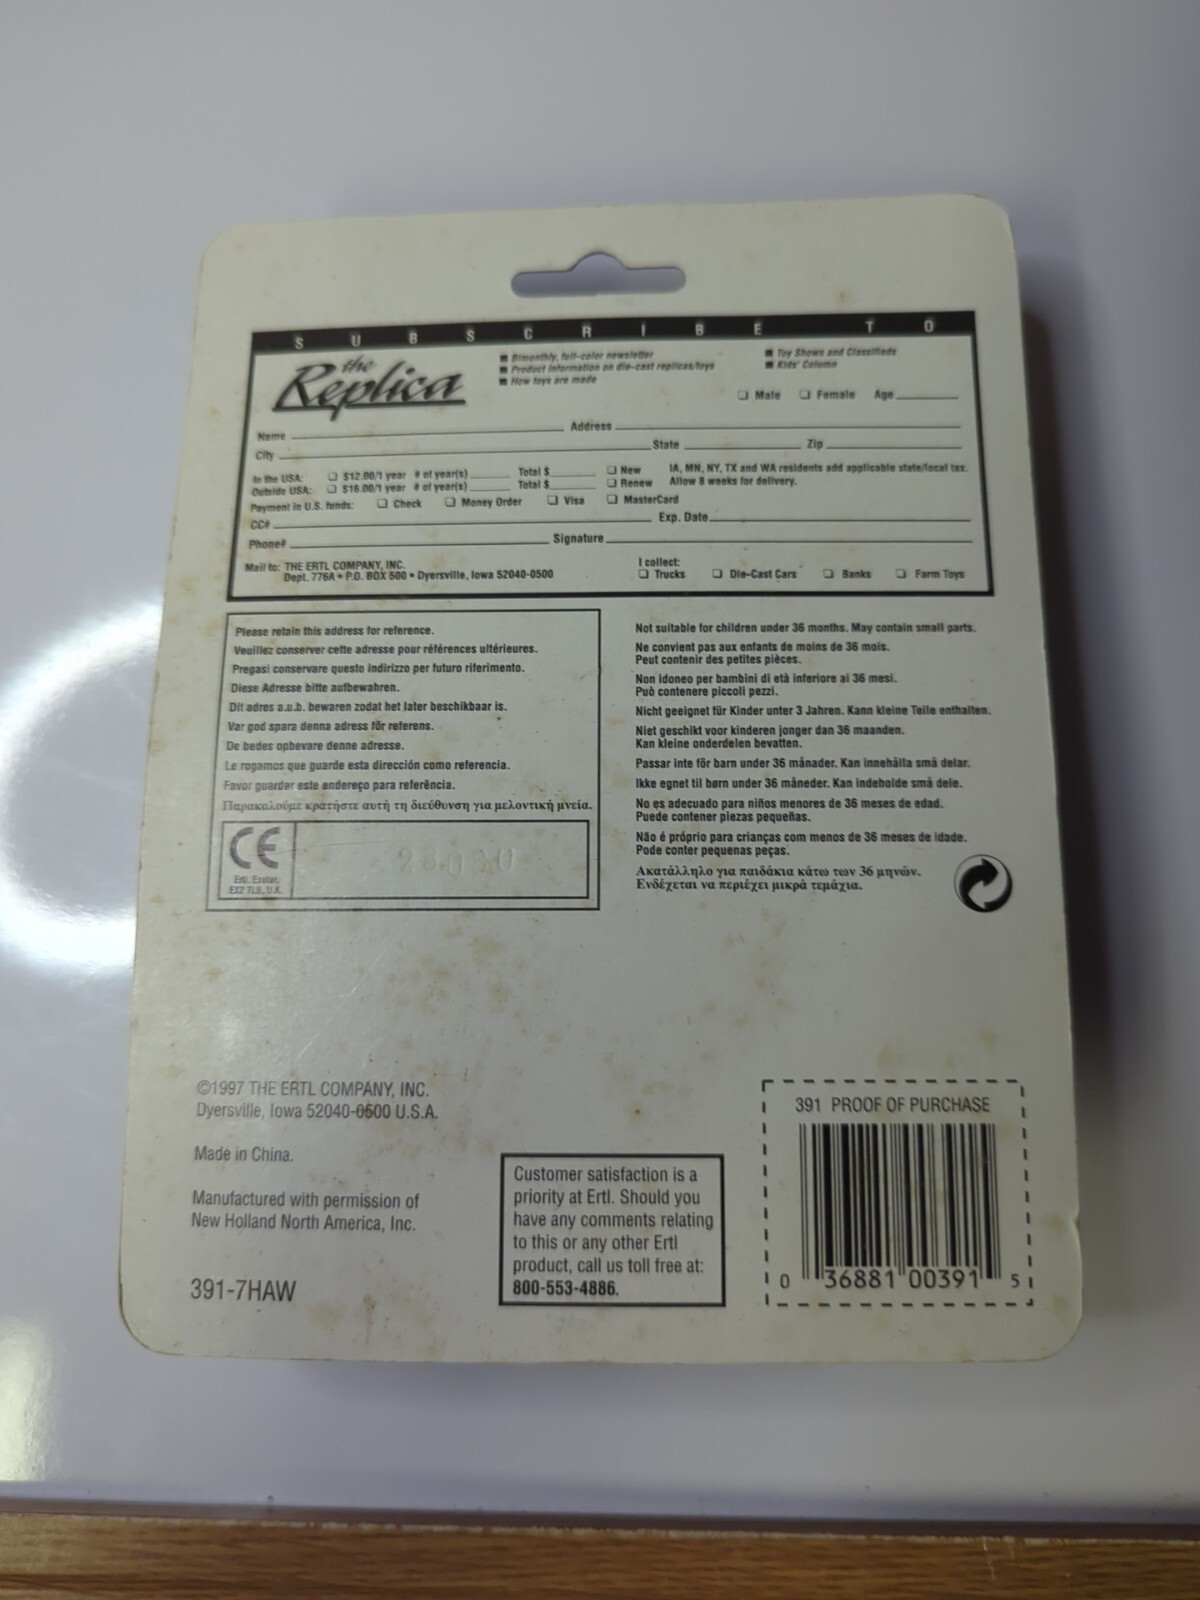 SUBSCRIBE TO
the Replica
■ Bimonthly, full-color newsletter
■ Product information on die-cast replicas/toys
■ How toys are made
■ Toy Shows and Classifieds
■ Kids' Column
❏ Male ❏ Female Age
Name Address
City State Zip
In the USA: ❏ $12.00/1 year # of year(s) Total $ ❏ New IA, MN, NY, TX and WA residents add applicable state/local tax.
Outside USA: ❏ $16.00/1 year # of year(s) Total $ ❏ Renew Allow 8 weeks for delivery.
Payment in U.S. funds: ❏ Check ❏ Money Order ❏ Visa ❏ MasterCard
CC# Exp. Date
Phone# Signature
Mail to: THE ERTL COMPANY, INC.
Dept. 776A • P.O. BOX 500 • Dyersville, Iowa 52040-0500
I collect:
❏ Trucks ❏ Die-Cast Cars ❏ Banks ❏ Farm Toys
Please retain this address for reference.
Veuillez conserver cette adresse pour références ultérieures.
Pregasi conservare questo indirizzo per futuro riferimento.
Diese Adresse bitte aufbewahren.
Dit adres a.u.b. bewaren zodat het later beschikbaar is.
Var god spara denna adress för referens.
De bedes opbevare denne adresse.
Le rogamos que guarde esta dirección como referencia.
Favor guardar este endereço para referência.
Παρακαλούμε κρατήστε αυτή τη διεύθυνση για μελοντική μνεία.
CE
Ertl. Exeter,
EX2 7LB, U.K.
Not suitable for children under 36 months. May contain small parts.
Ne convient pas aux enfants de moins de 36 mois.
Peut contenir des petites pièces.
Non idoneo per bambini di età inferiore ai 36 mesi.
Può contenere piccoli pezzi.
Nicht geeignet für Kinder unter 3 Jahren. Kann kleine Teile enthalten.
Niet geschikt voor kinderen jonger dan 36 maanden.
Kan kleine onderdelen bevatten.
Passar inte för barn under 36 månader. Kan innehålla små delar.
Ikke egnet til børn under 36 måneder. Kan indeholde små dele.
No es adecuado para niños menores de 36 meses de edad.
Puede contener piezas pequeñas.
Não é próprio para crianças com menos de 36 meses de idade.
Pode conter pequenas peças.
Ακατάλληλο για παιδάκια κάτω των 36 μηνών.
Ενδέχεται να περιέχει μικρά τεμάχια.
©1997 THE ERTL COMPANY, INC.
Dyersville, Iowa 52040-0500 U.S.A.
Made in China.
Manufactured with permission of
New Holland North America, Inc.
391-7HAW
Customer satisfaction is a
priority at Ertl. Should you
have any comments relating
to this or any other Ertl
product, call us toll free at:
800-553-4886.
391 PROOF OF PURCHASE
0 36881 00391 5